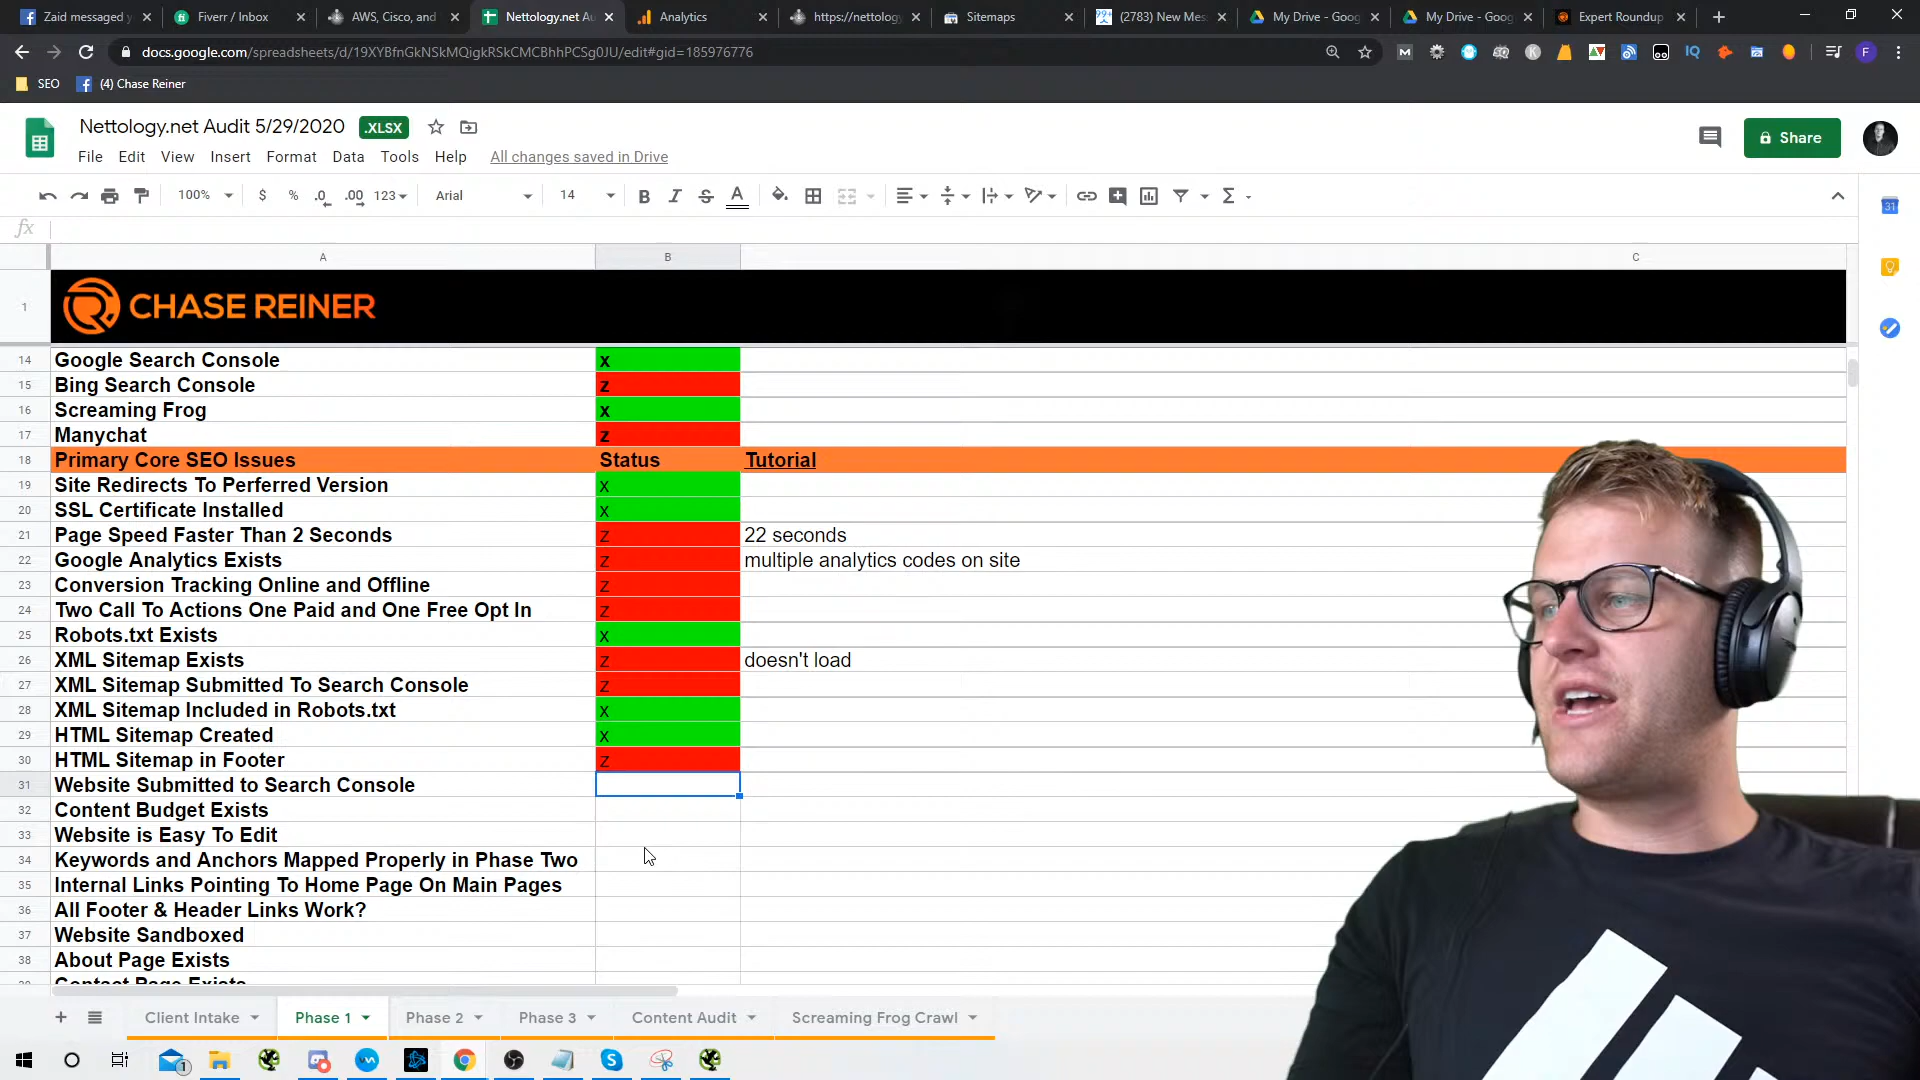 Zaid messaged y
Fiverr / Inbox
AWS, Cisco, and
Nettology.net Au
Analytics
https://nettology
Sitemaps
(2783) New Mes
My Drive - Goog
My Drive - Goog
Expert Roundup
docs.google.com/spreadsheets/d/19XYBfnGkNSkMQigkRSkCMCBhhPCSg0JU/edit#gid=185976776
SEO
(4) Chase Reiner
Nettology.net Audit 5/29/2020
.XLSX
Share
File
Edit
View
Insert
Format
Data
Tools
Help
All changes saved in Drive
100%
$
%
.0
.00
123
Arial
14
B
I
S
A
fx
A
B
C
1
CHASE REINER
14 Google Search Console x
15 Bing Search Console z
16 Screaming Frog x
17 Manychat z
18 Primary Core SEO Issues Status Tutorial
19 Site Redirects To Perferred Version x
20 SSL Certificate Installed x
21 Page Speed Faster Than 2 Seconds z 22 seconds
22 Google Analytics Exists z multiple analytics codes on site
23 Conversion Tracking Online and Offline z
24 Two Call To Actions One Paid and One Free Opt In z
25 Robots.txt Exists x
26 XML Sitemap Exists z doesn't load
27 XML Sitemap Submitted To Search Console z
28 XML Sitemap Included in Robots.txt x
29 HTML Sitemap Created x
30 HTML Sitemap in Footer z
31 Website Submitted to Search Console
32 Content Budget Exists
33 Website is Easy To Edit
34 Keywords and Anchors Mapped Properly in Phase Two
35 Internal Links Pointing To Home Page On Main Pages
36 All Footer & Header Links Work?
37 Website Sandboxed
38 About Page Exists
Contact Page Exists
Client Intake
Phase 1
Phase 2
Phase 3
Content Audit
Screaming Frog Crawl